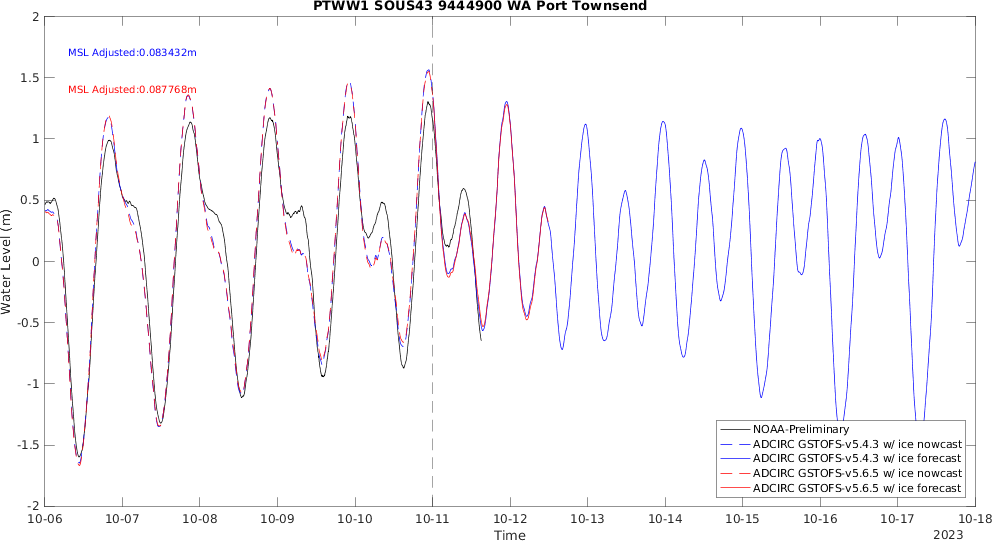 PTWW1 SOUS43 9444900 WA Port Townsend
MSL Adjusted:0.083432m
MSL Adjusted:0.087768m
Water Level (m)
2
1.5
1
0.5
0
-0.5
-1
-1.5
-2
NOAA-Preliminary
ADCIRC GSTOFS-v5.4.3 w/ ice nowcast
ADCIRC GSTOFS-v5.4.3 w/ ice forecast
ADCIRC GSTOFS-v5.6.5 w/ ice nowcast
ADCIRC GSTOFS-v5.6.5 w/ ice forecast
10-06 10-07 10-08 10-09 10-10 10-11 10-12 10-13 10-14 10-15 10-16 10-17 10-18
Time
2023